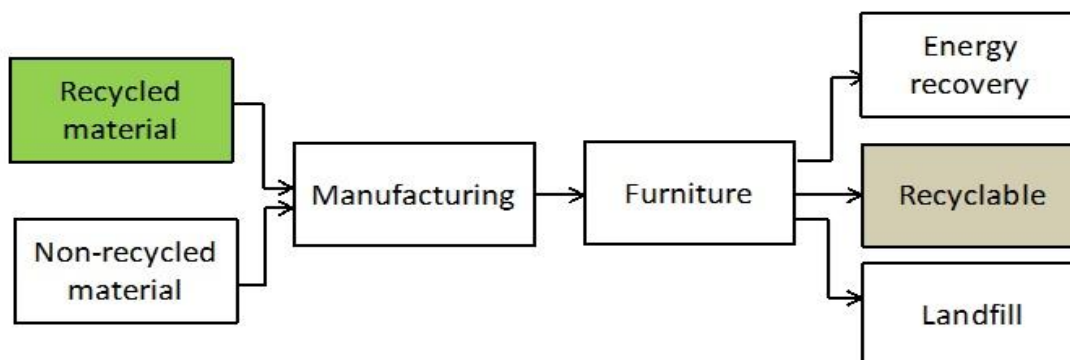 Recycled
material
Non-recycled
material
Manufacturing
Furniture
Energy
recovery
Recyclable
Landfill